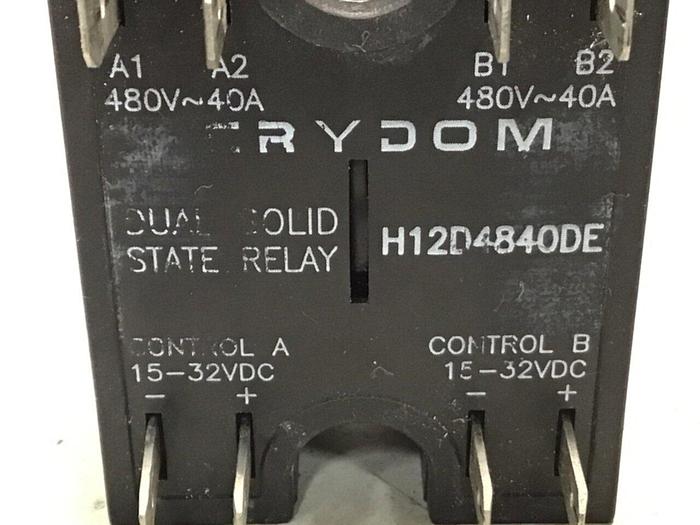 A1 A2 B1 B2
480V~40A 480V~40A
CRYDOM
DUAL SOLID
STATE RELAY
H12D4840DE
CONTROL A CONTROL B
15-32VDC 15-32VDC
- + - +